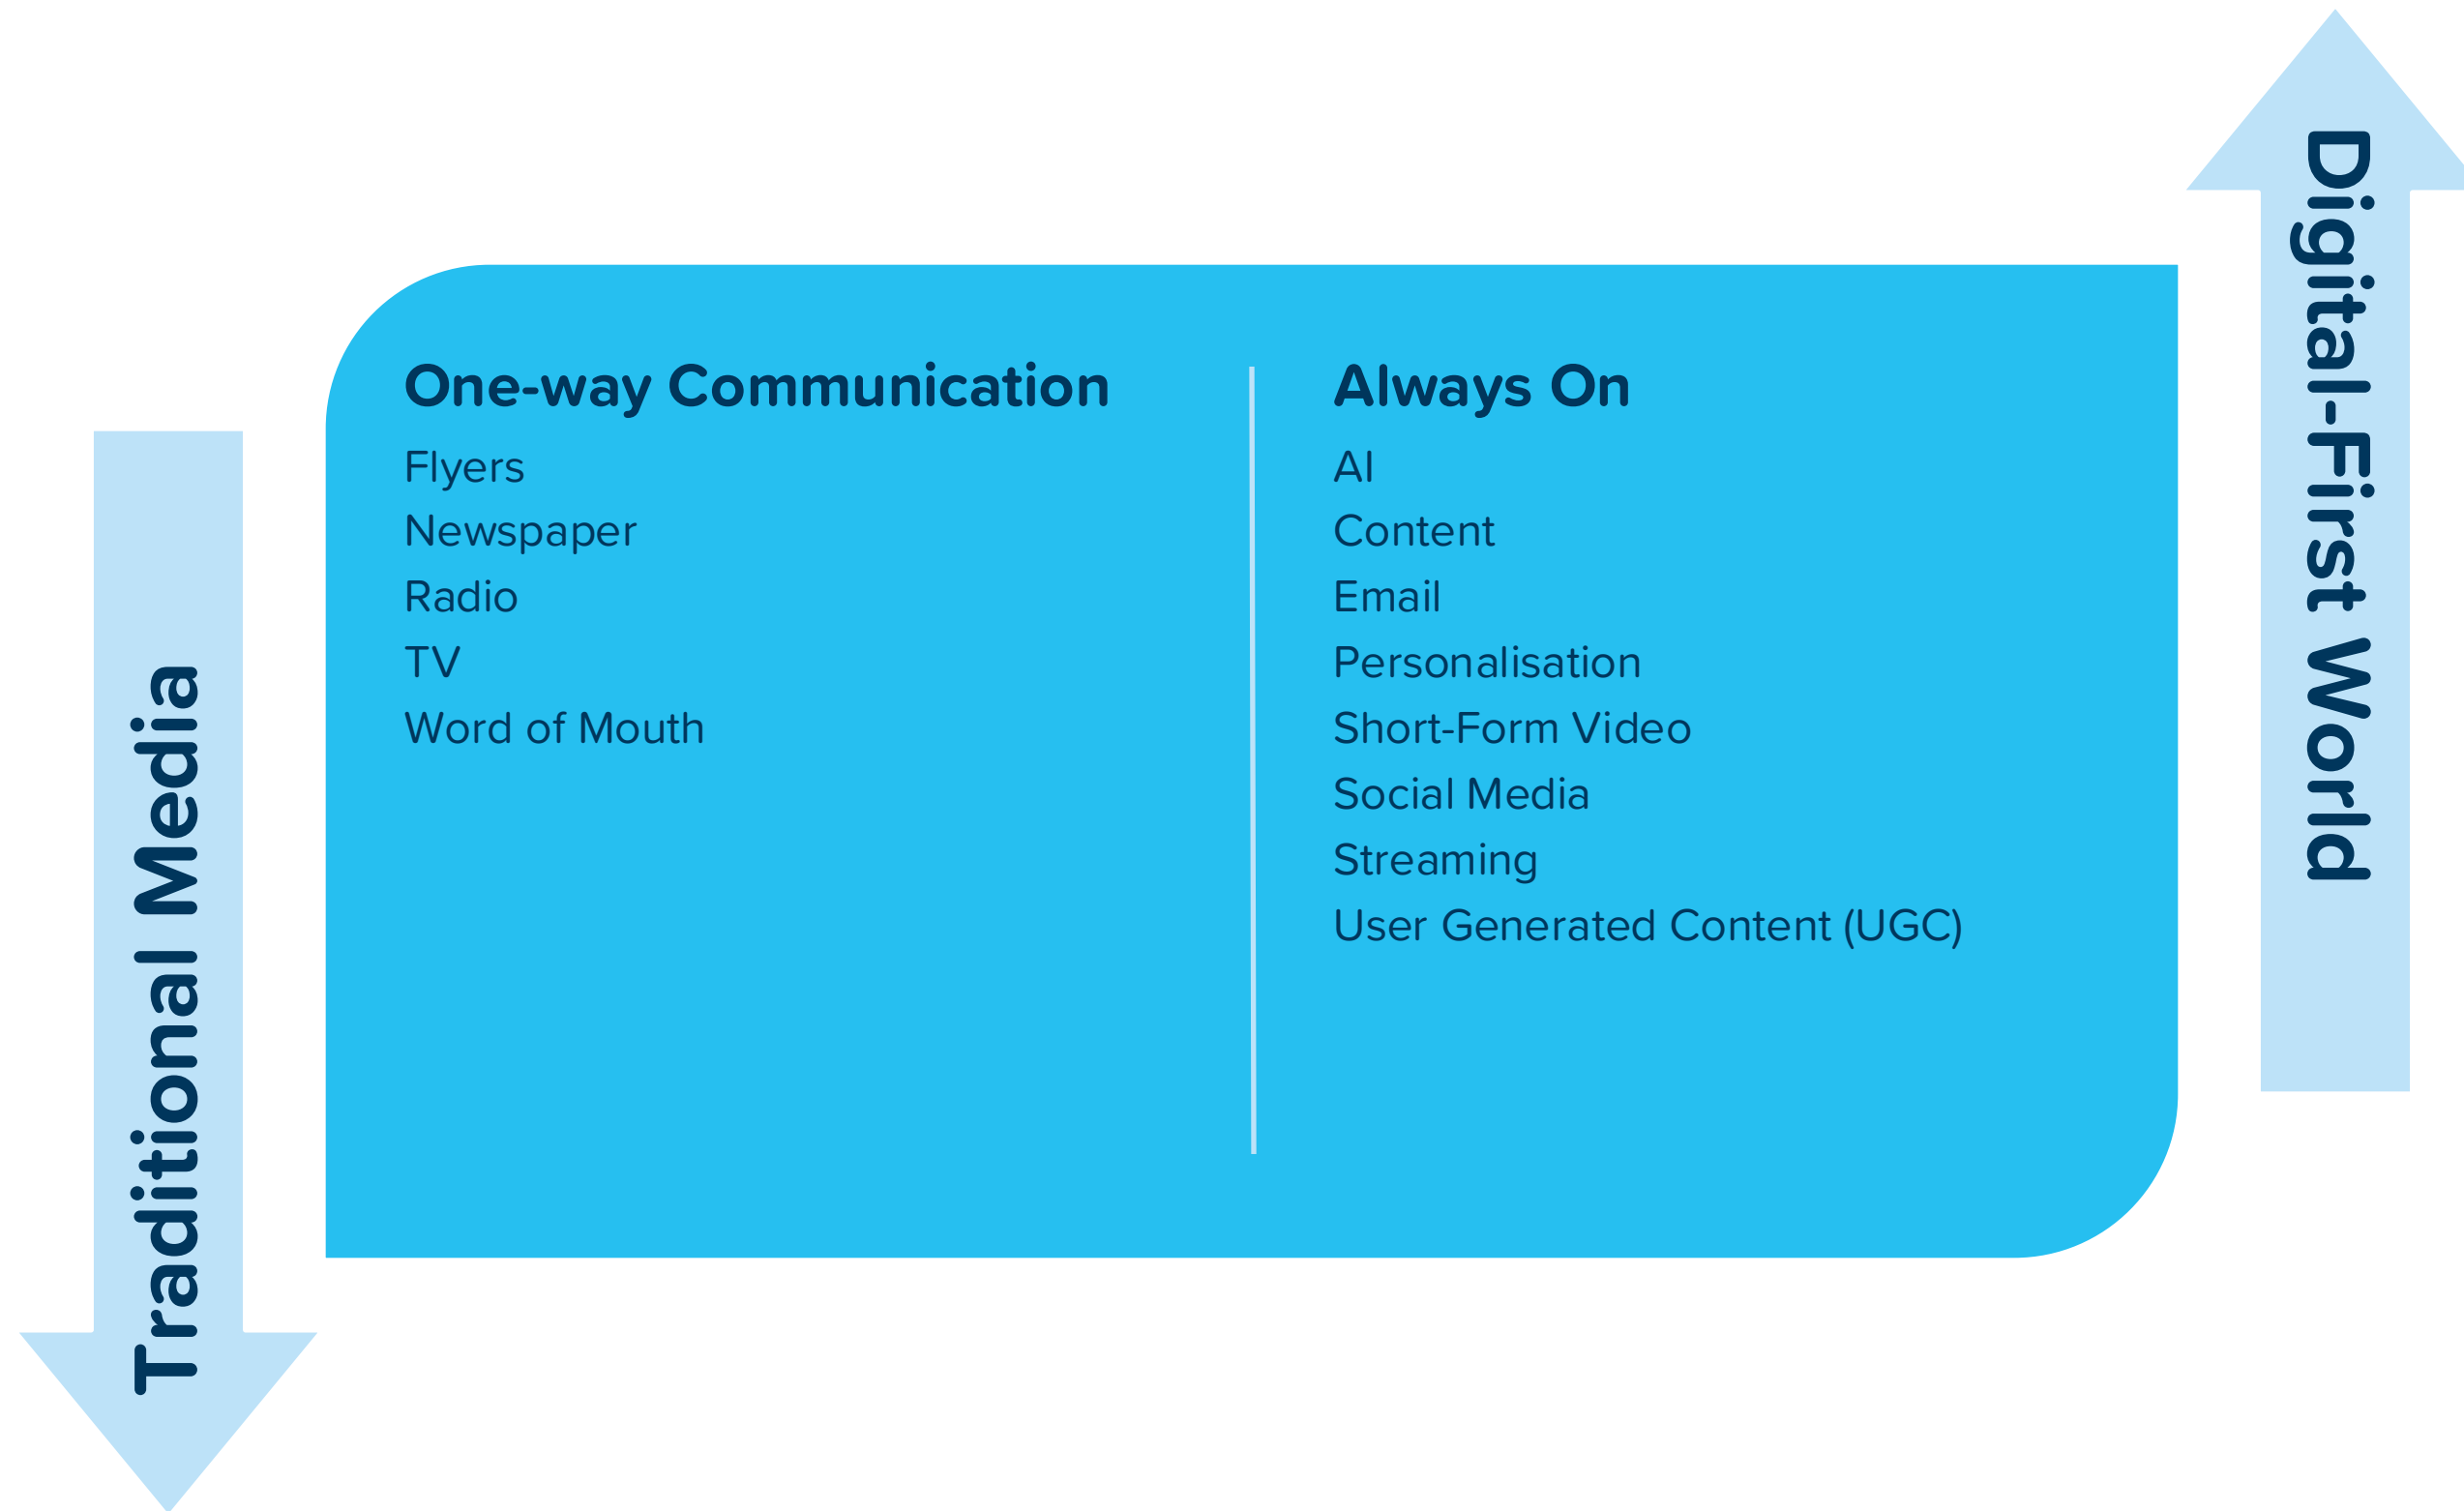 Traditional Media
One-way Communication
Flyers
Newspaper
Radio
TV
Word of Mouth
Always On
AI
Content
Email
Personalisation
Short-Form Video
Social Media
Streaming
User Generated Content (UGC)
Digital-First World